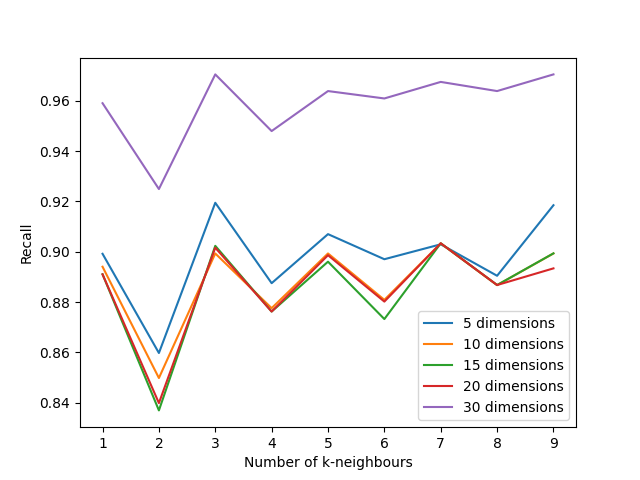 0.96
0.94
0.92
0.90
0.88
0.86
0.84
Recall
1 2 3 4 5 6 7 8 9
Number of k-neighbours
5 dimensions
10 dimensions
15 dimensions
20 dimensions
30 dimensions